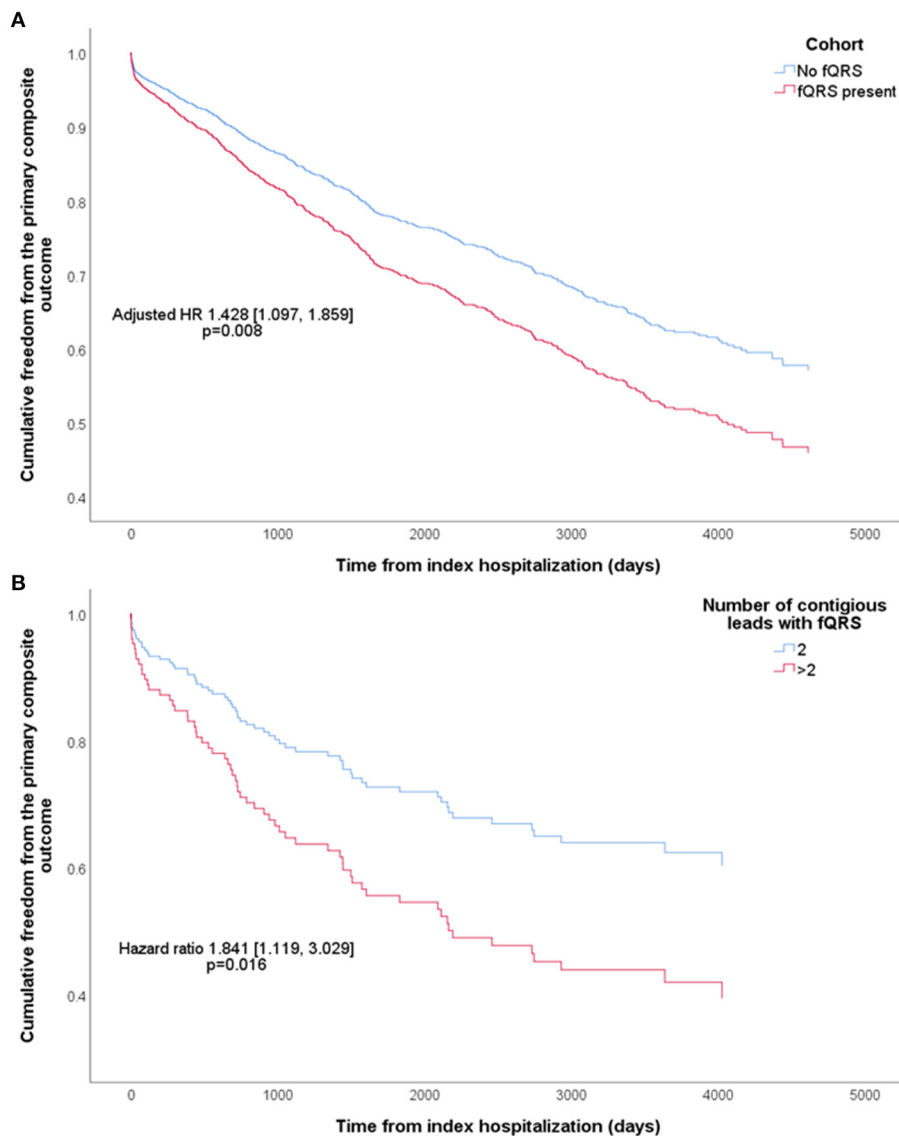 A
Cumulative freedom from the primary composite
outcome
1.0
0.9
0.8
0.7
0.6
0.5
0.4
Cohort
No fQRS
fQRS present
Adjusted HR 1.428 [1.097, 1.859]
p=0.008
0
1000
2000
3000
4000
5000
Time from index hospitalization (days)
B
Cumulative freedom from the primary composite
outcome
1.0
0.8
0.6
0.4
Number of contigious
leads with fQRS
2
>2
Hazard ratio 1.841 [1.119, 3.029]
p=0.016
0
1000
2000
3000
4000
5000
Time from index hospitalization (days)